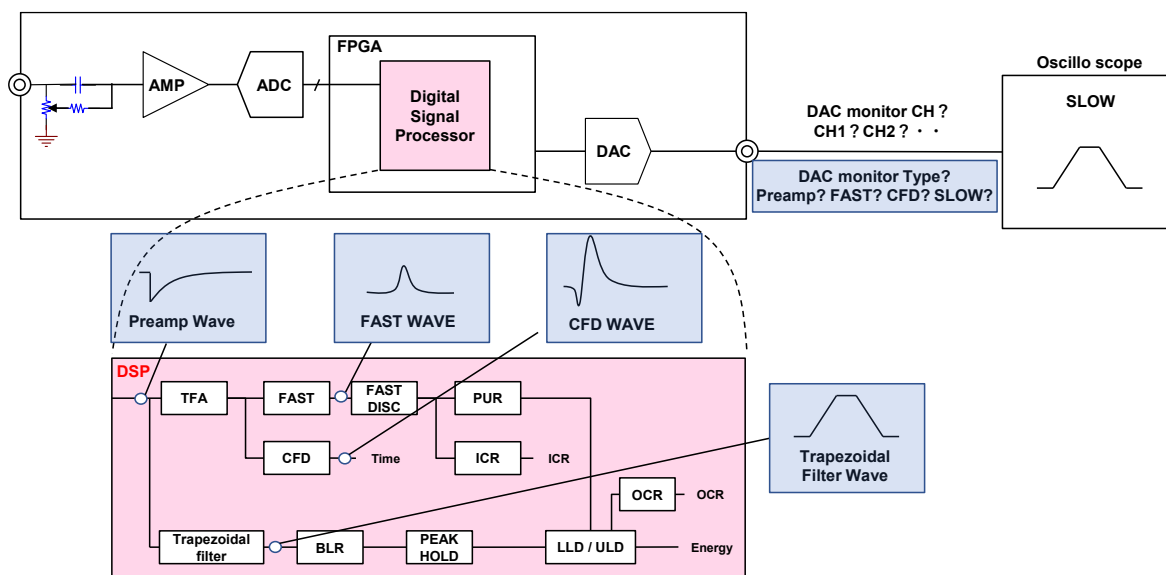 FPGA
AMP
ADC
Digital
Signal
Processor
DAC
Oscillo scope
SLOW
DAC monitor CH？
CH1？CH2？・・
DAC monitor Type?
Preamp? FAST? CFD? SLOW?
Preamp Wave
FAST WAVE
CFD WAVE
DSP
TFA
FAST
FAST
DISC
PUR
CFD
Time
ICR
ICR
Trapezoidal
Filter Wave
OCR
OCR
Trapezoidal
filter
BLR
PEAK
HOLD
LLD / ULD
Energy